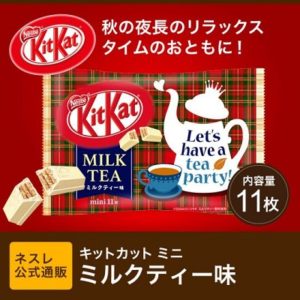 Nestlé
KitKat
秋の夜長のリラックス
タイムのおともに！
Nestlé
KitKat
MILK
TEA
ミルクティー味
mini 11枚
Let's
have a
tea
party!
内容量
11枚
ネスレ
公式通販
キットカット ミニ
ミルクティー味